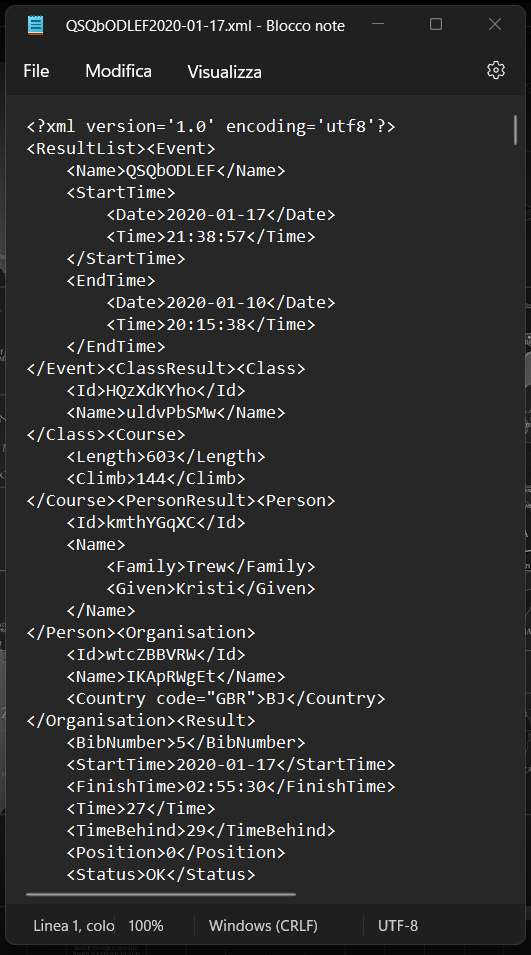 QSQbODLEF2020-01-17.xml - Blocco note
File Modifica Visualizza
<?xml version='1.0' encoding='utf8'?>
<ResultList><Event>
    <Name>QSQbODLEF</Name>
    <StartTime>
        <Date>2020-01-17</Date>
        <Time>21:38:57</Time>
    </StartTime>
    <EndTime>
        <Date>2020-01-10</Date>
        <Time>20:15:38</Time>
    </EndTime>
</Event><ClassResult><Class>
    <Id>HQzXdKYho</Id>
    <Name>uldvPbSMw</Name>
</Class><Course>
    <Length>603</Length>
    <Climb>144</Climb>
</Course><PersonResult><Person>
    <Id>kmthYGqXC</Id>
    <Name>
        <Family>Trew</Family>
        <Given>Kristi</Given>
    </Name>
</Person><Organisation>
    <Id>wtcZBBVRW</Id>
    <Name>IKApRWgEt</Name>
    <Country code="GBR">BJ</Country>
</Organisation><Result>
    <BibNumber>5</BibNumber>
    <StartTime>2020-01-17</StartTime>
    <FinishTime>02:55:30</FinishTime>
    <Time>27</Time>
    <TimeBehind>29</TimeBehind>
    <Position>0</Position>
    <Status>OK</Status>
Linea 1, colo 100% Windows (CRLF) UTF-8